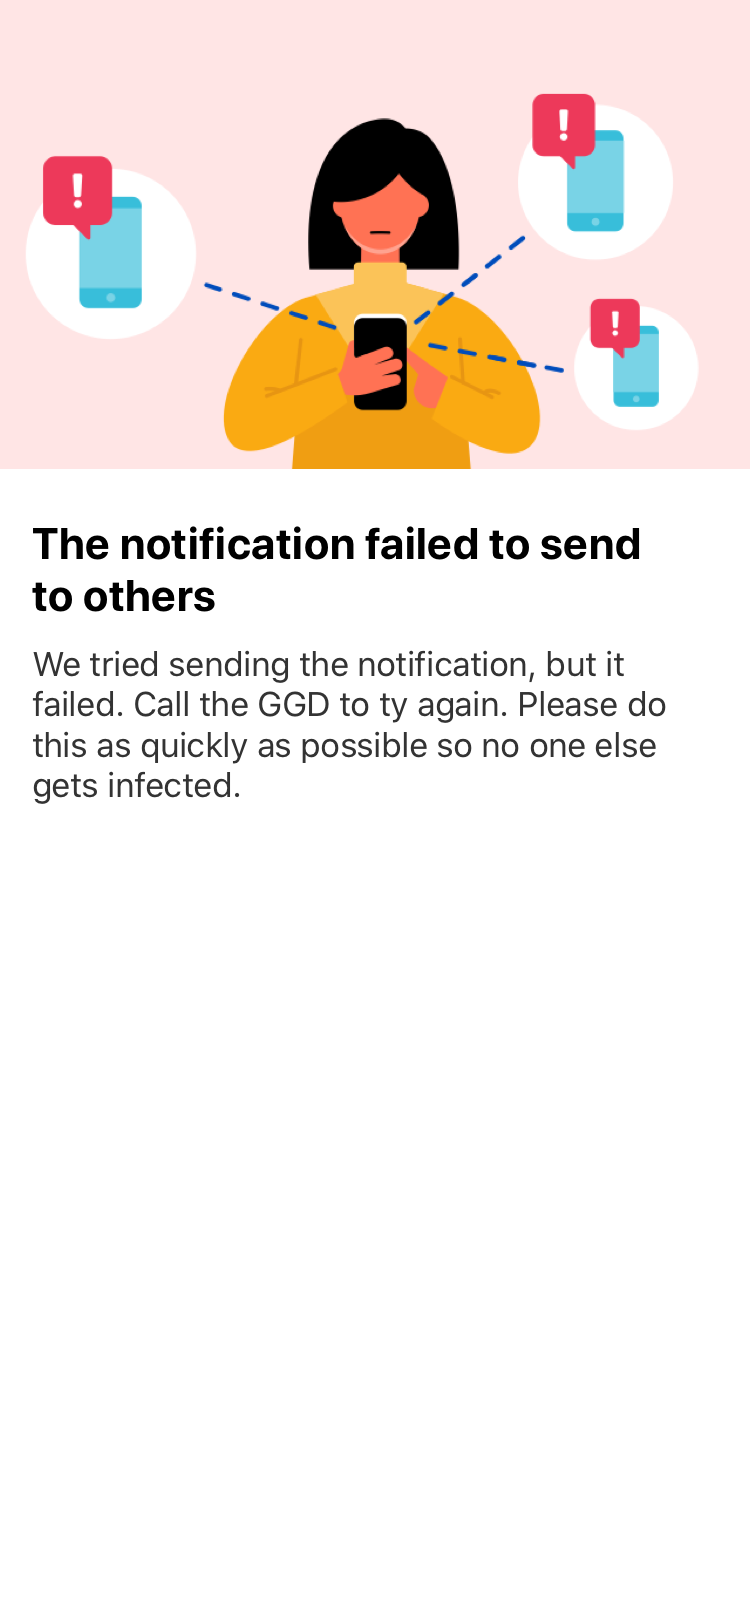 The notification failed to send
to others
We tried sending the notification, but it
failed. Call the GGD to ty again. Please do
this as quickly as possible so no one else
gets infected.